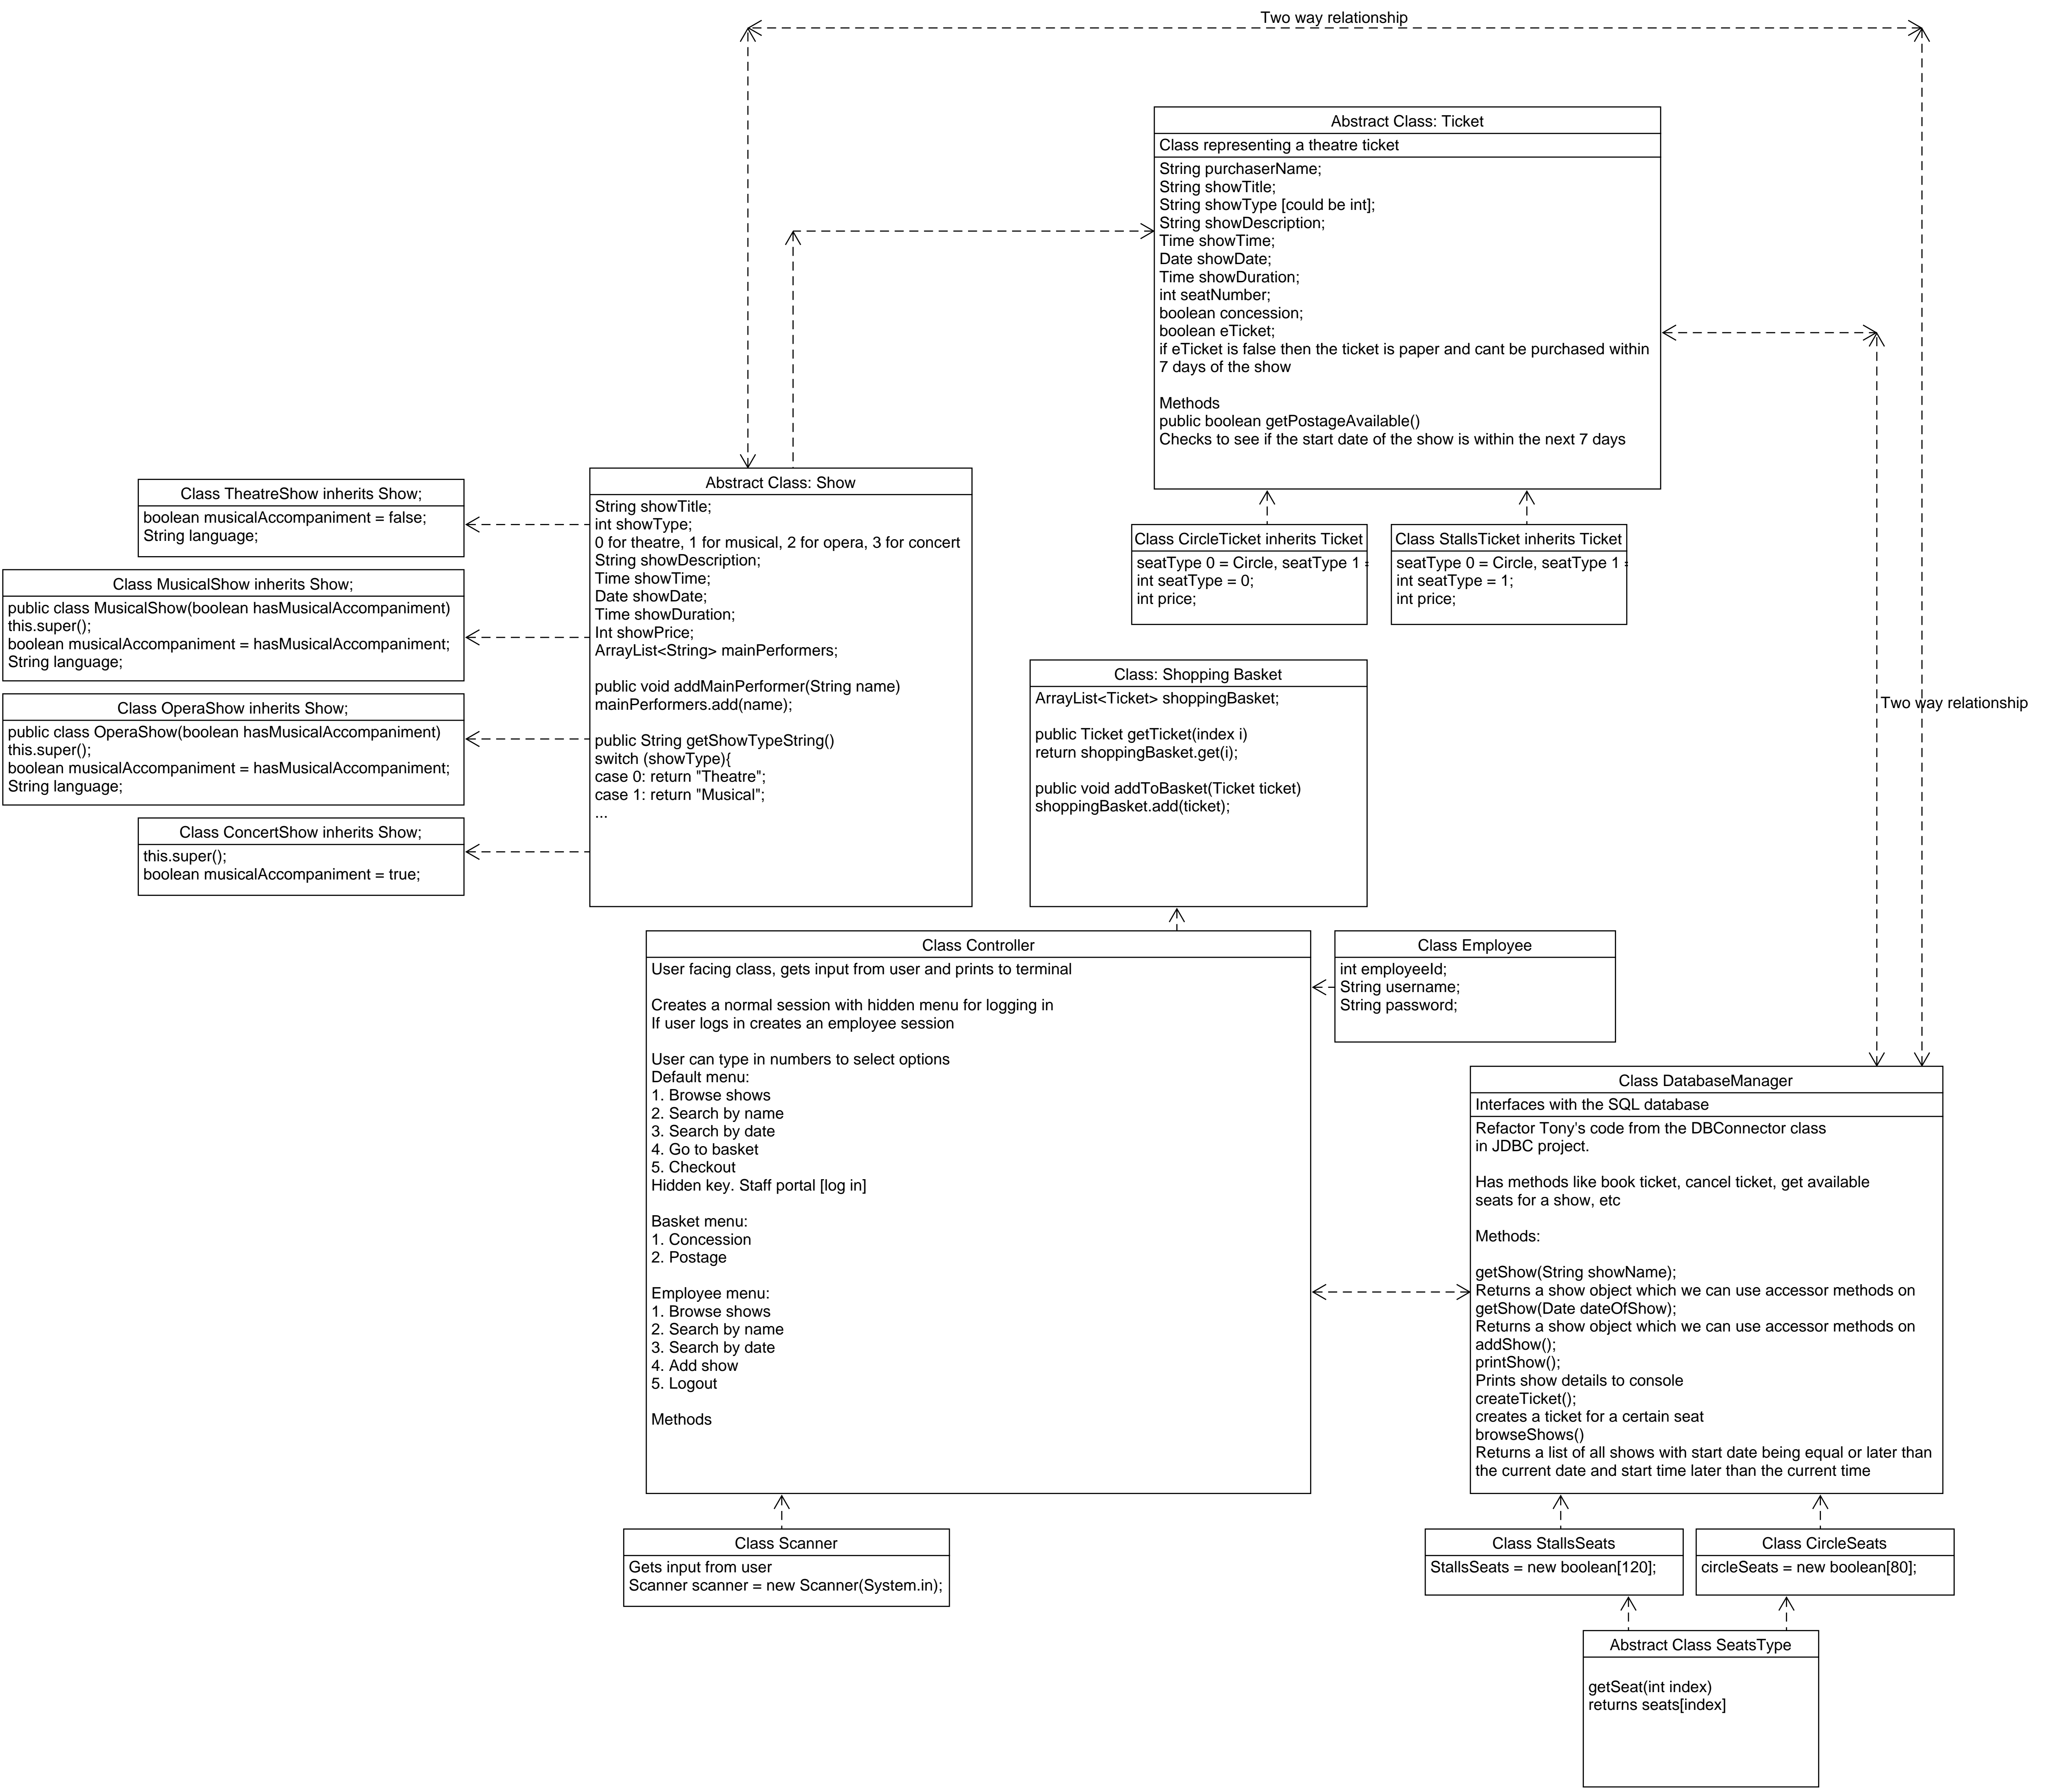 Two way relationship
Abstract Class: Ticket
Class representing a theatre ticket
String purchaserName;
String showTitle;
String showType [could be int];
String showDescription;
Time showTime;
Date showDate;
Time showDuration;
int seatNumber;
boolean concession;
boolean eTicket;
if eTicket is false then the ticket is paper and cant be purchased within
7 days of the show
Methods
public boolean getPostageAvailable()
Checks to see if the start date of the show is within the next 7 days
Class TheatreShow inherits Show;
boolean musicalAccompaniment = false;
String language;
Class MusicalShow inherits Show;
public class MusicalShow(boolean hasMusicalAccompaniment)
this.super();
boolean musicalAccompaniment = hasMusicalAccompaniment;
String language;
Class OperaShow inherits Show;
public class OperaShow(boolean hasMusicalAccompaniment)
this.super();
boolean musicalAccompaniment = hasMusicalAccompaniment;
String language;
Class ConcertShow inherits Show;
this.super();
boolean musicalAccompaniment = true;
Abstract Class: Show
String showTitle;
int showType;
0 for theatre, 1 for musical, 2 for opera, 3 for concert
String showDescription;
Time showTime;
Date showDate;
Time showDuration;
Int showPrice;
ArrayList<String> mainPerformers;
public void addMainPerformer(String name)
mainPerformers.add(name);
public String getShowTypeString()
switch (showType){
case 0: return "Theatre";
case 1: return "Musical";
...
Class CircleTicket inherits Ticket
seatType 0 = Circle, seatType 1 =
int seatType = 0;
int price;
Class StallsTicket inherits Ticket
seatType 0 = Circle, seatType 1 =
int seatType = 1;
int price;
Class: Shopping Basket
ArrayList<Ticket> shoppingBasket;
public Ticket getTicket(index i)
return shoppingBasket.get(i);
public void addToBasket(Ticket ticket)
shoppingBasket.add(ticket);
Two way relationship
Class Controller
User facing class, gets input from user and prints to terminal
Creates a normal session with hidden menu for logging in
If user logs in creates an employee session
User can type in numbers to select options
Default menu:
1. Browse shows
2. Search by name
3. Search by date
4. Go to basket
5. Checkout
Hidden key. Staff portal [log in]
Basket menu:
1. Concession
2. Postage
Employee menu:
1. Browse shows
2. Search by name
3. Search by date
4. Add show
5. Logout
Methods
Class Employee
int employeeId;
String username;
String password;
Class DatabaseManager
Interfaces with the SQL database
Refactor Tony's code from the DBConnector class
in JDBC project.
Has methods like book ticket, cancel ticket, get available
seats for a show, etc
Methods:
getShow(String showName);
Returns a show object which we can use accessor methods on
getShow(Date dateOfShow);
Returns a show object which we can use accessor methods on
addShow();
printShow();
Prints show details to console
createTicket();
creates a ticket for a certain seat
browseShows()
Returns a list of all shows with start date being equal or later than
the current date and start time later than the current time
Class Scanner
Gets input from user
Scanner scanner = new Scanner(System.in);
Class StallsSeats
StallsSeats = new boolean[120];
Class CircleSeats
circleSeats = new boolean[80];
Abstract Class SeatsType
getSeat(int index)
returns seats[index]